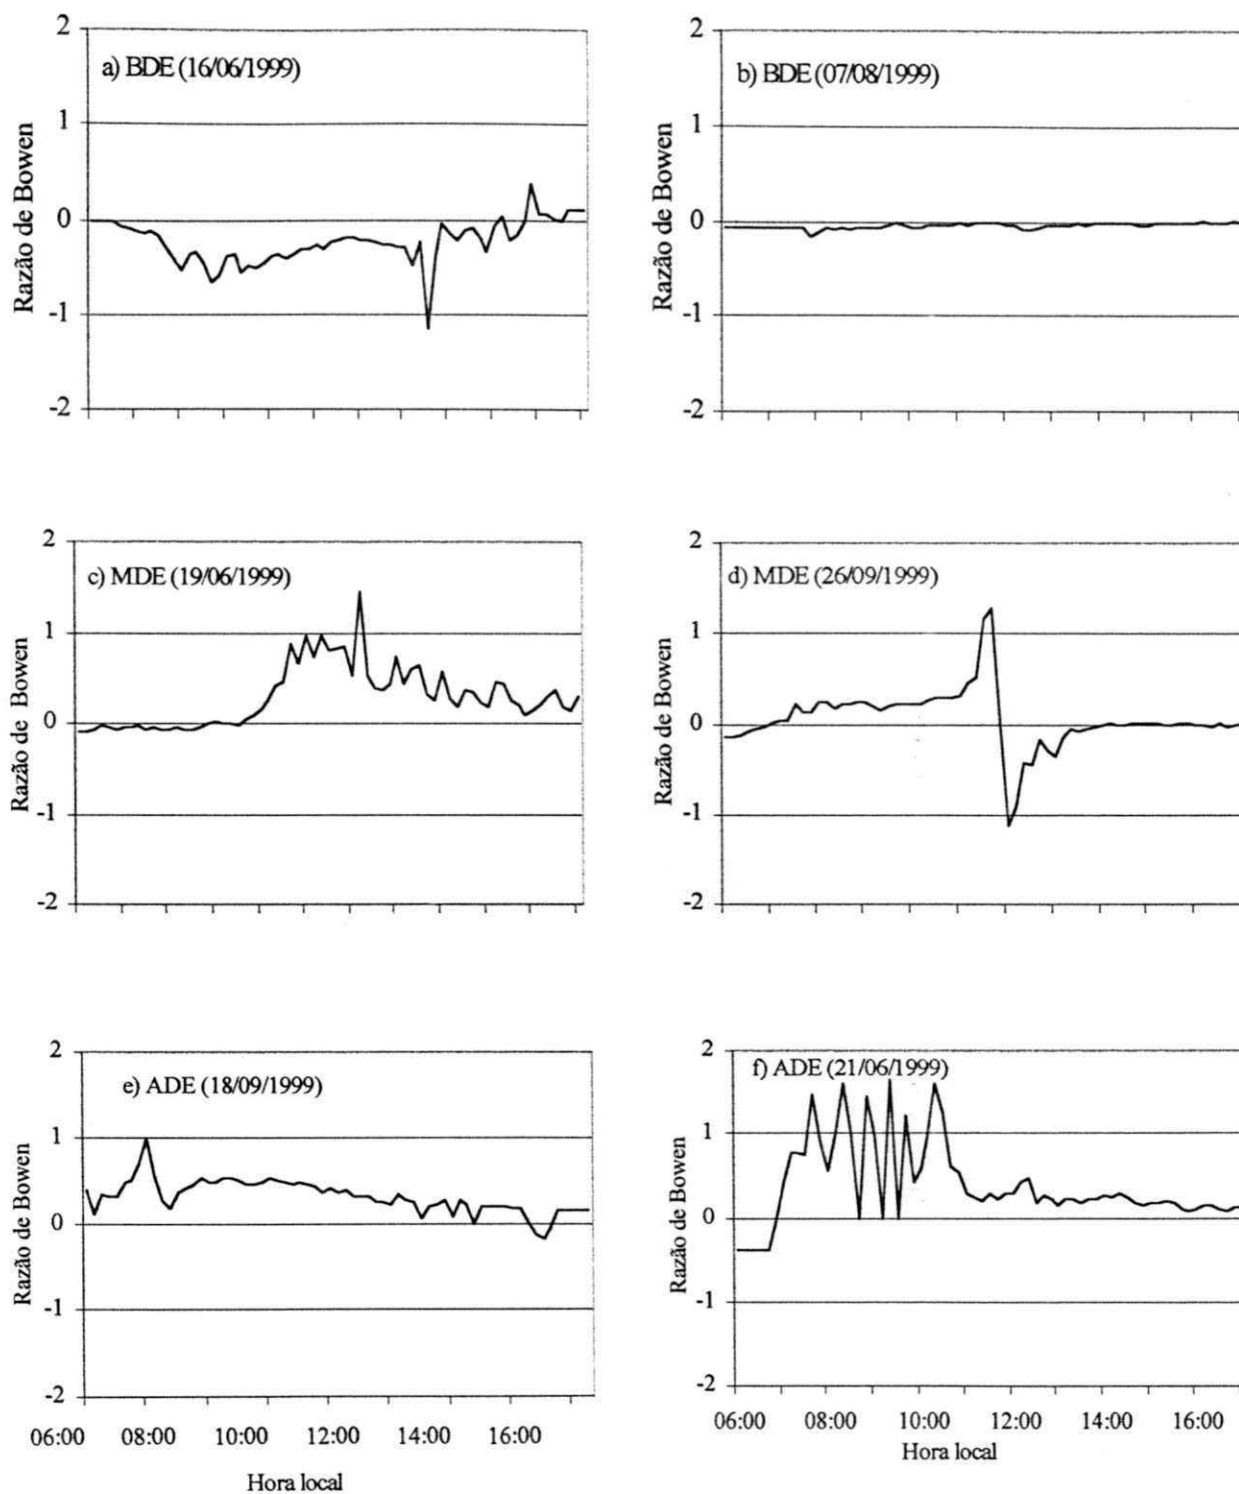 2
1
0
-1
-2
Razão de Bowen
a) BDE (16/06/1999)
2
1
0
-1
-2
Razão de Bowen
b) BDE (07/08/1999)
2
1
0
-1
-2
Razão de Bowen
c) MDE (19/06/1999)
2
1
0
-1
-2
Razão de Bowen
d) MDE (26/09/1999)
2
1
0
-1
-2
Razão de Bowen
e) ADE (18/09/1999)
06:00 08:00 10:00 12:00 14:00 16:00
Hora local
2
1
0
-1
-2
Razão de Bowen
f) ADE (21/06/1999)
06:00 08:00 10:00 12:00 14:00 16:00
Hora local